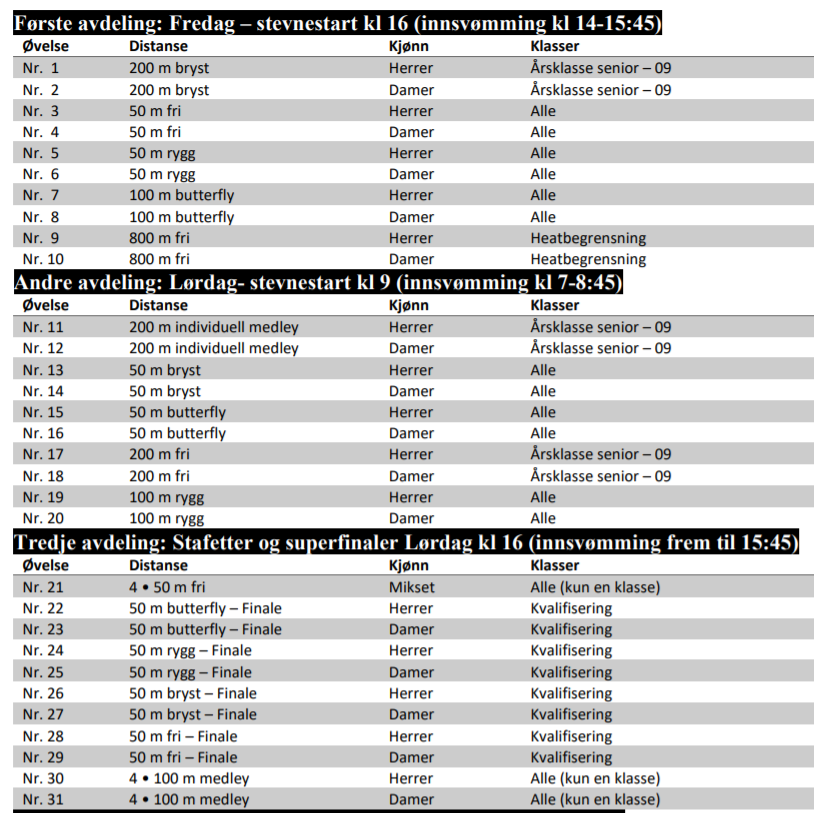 Første avdeling: Fredag – stevnestart kl 16 (innsvømming kl 14-15:45)
Øvelse Distanse Kjønn Klasser
Nr. 1 200 m bryst Herrer Årsklasse senior – 09
Nr. 2 200 m bryst Damer Årsklasse senior – 09
Nr. 3 50 m fri Herrer Alle
Nr. 4 50 m fri Damer Alle
Nr. 5 50 m rygg Herrer Alle
Nr. 6 50 m rygg Damer Alle
Nr. 7 100 m butterfly Herrer Alle
Nr. 8 100 m butterfly Damer Alle
Nr. 9 800 m fri Herrer Heatbegrensning
Nr. 10 800 m fri Damer Heatbegrensning
Andre avdeling: Lørdag- stevnestart kl 9 (innsvømming kl 7-8:45)
Øvelse Distanse Kjønn Klasser
Nr. 11 200 m individuell medley Herrer Årsklasse senior – 09
Nr. 12 200 m individuell medley Damer Årsklasse senior – 09
Nr. 13 50 m bryst Herrer Alle
Nr. 14 50 m bryst Damer Alle
Nr. 15 50 m butterfly Herrer Alle
Nr. 16 50 m butterfly Damer Alle
Nr. 17 200 m fri Herrer Årsklasse senior – 09
Nr. 18 200 m fri Damer Årsklasse senior – 09
Nr. 19 100 m rygg Herrer Alle
Nr. 20 100 m rygg Damer Alle
Tredje avdeling: Stafetter og superfinaler Lørdag kl 16 (innsvømming frem til 15:45)
Øvelse Distanse Kjønn Klasser
Nr. 21 4 • 50 m fri Mikset Alle (kun en klasse)
Nr. 22 50 m butterfly – Finale Herrer Kvalifisering
Nr. 23 50 m butterfly – Finale Damer Kvalifisering
Nr. 24 50 m rygg – Finale Herrer Kvalifisering
Nr. 25 50 m rygg – Finale Damer Kvalifisering
Nr. 26 50 m bryst – Finale Herrer Kvalifisering
Nr. 27 50 m bryst – Finale Damer Kvalifisering
Nr. 28 50 m fri – Finale Herrer Kvalifisering
Nr. 29 50 m fri – Finale Damer Kvalifisering
Nr. 30 4 • 100 m medley Herrer Alle (kun en klasse)
Nr. 31 4 • 100 m medley Damer Alle (kun en klasse)